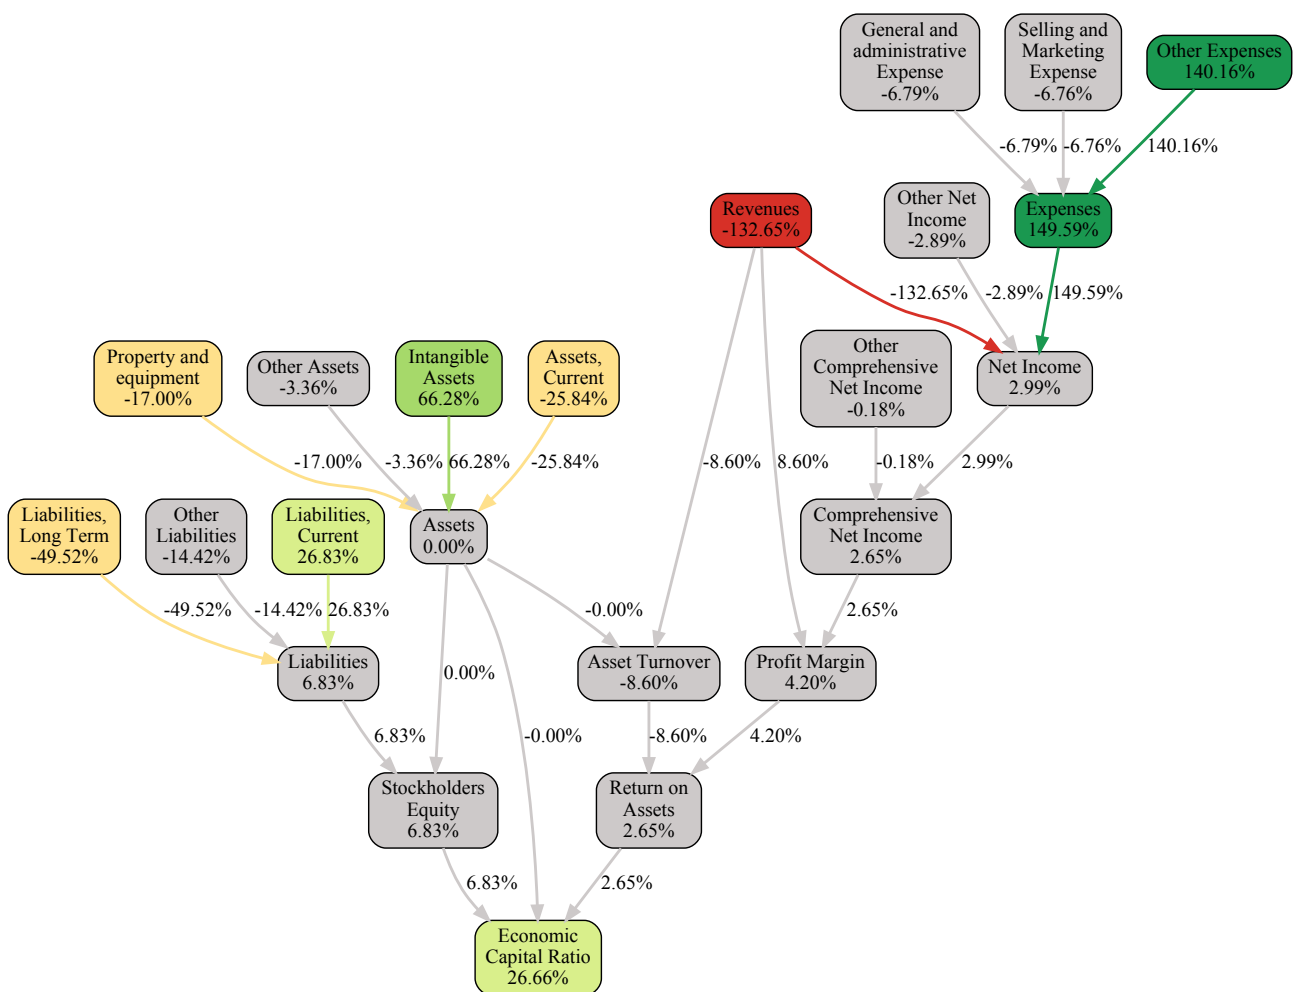 General and
administrative
Expense
-6.79%
Selling and
Marketing
Expense
-6.76%
Other Expenses
140.16%
-6.79%
-6.76%
140.16%
Revenues
-132.65%
Other Net
Income
-2.89%
Expenses
149.59%
-132.65%
-2.89%
149.59%
Property and
equipment
-17.00%
Other Assets
-3.36%
Intangible
Assets
66.28%
Assets,
Current
-25.84%
Other
Comprehensive
Net Income
-0.18%
Net Income
2.99%
-17.00%
-3.36%
66.28%
-25.84%
-8.60%
8.60%
-0.18%
2.99%
Liabilities,
Long Term
-49.52%
Other
Liabilities
-14.42%
Liabilities,
Current
26.83%
Assets
0.00%
Comprehensive
Net Income
2.65%
-49.52%
-14.42%
26.83%
-0.00%
2.65%
Liabilities
6.83%
0.00%
Asset Turnover
-8.60%
Profit Margin
4.20%
6.83%
-0.00%
-8.60%
4.20%
Stockholders
Equity
6.83%
Return on
Assets
2.65%
6.83%
2.65%
Economic
Capital Ratio
26.66%